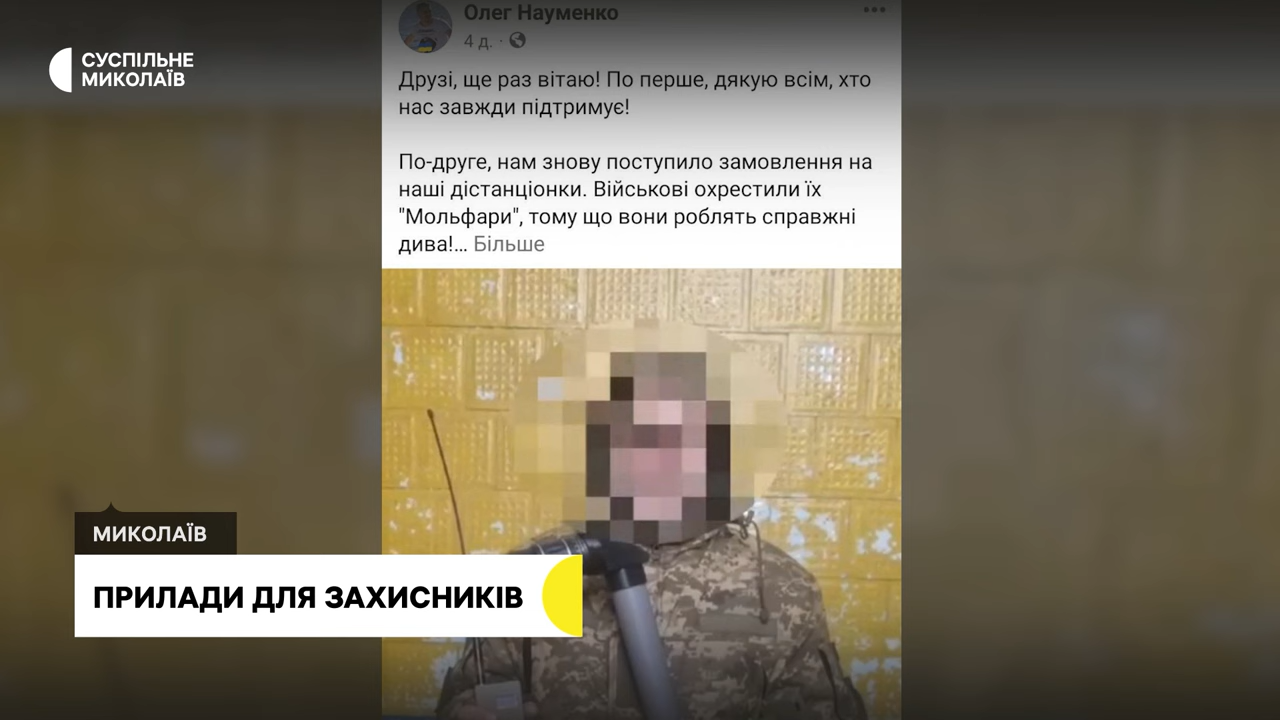 СУСПІЛЬНЕ
МИКОЛАЇВ
Олег Науменко
4 д.
Друзі, ще раз вітаю! По перше, дякую всім, хто
нас завжди підтримує!
По-друге, нам знову поступило замовлення на
наші дістанціонки. Військові охрестили їх
"Мольфари", тому що вони роблять справжні
дива!... Більше
МИКОЛАЇВ
ПРИЛАДИ ДЛЯ ЗАХИСНИКІВ